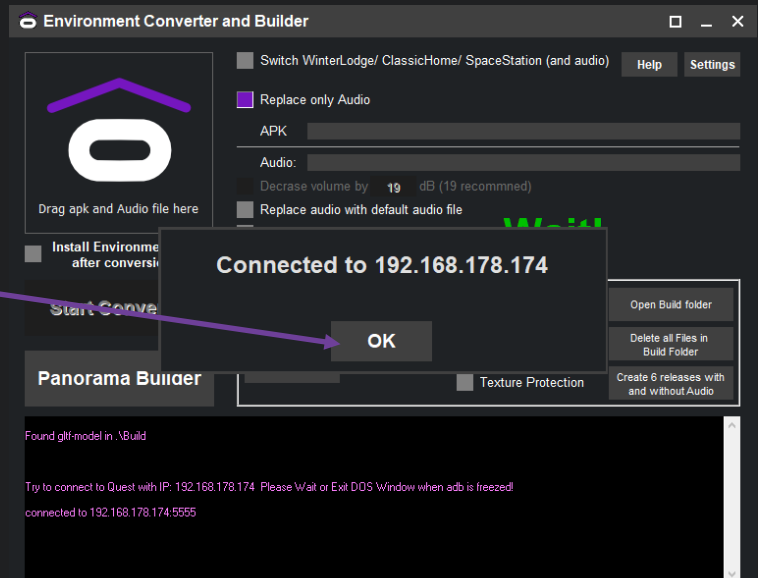 Environment Converter and Builder
Switch WinterLodge/ ClassicHome/ SpaceStation (and audio)
Help
Settings
Replace only Audio
APK
Audio:
Decrase volume by 19 dB (19 recommned)
Drag apk and Audio file here
Replace audio with default audio file
Wait!
Install Environme
after conversi
Connected to 192.168.178.174
OK
Start Conve
Open Build folder
Delete all Files in
Build Folder
Panorama Builder
Texture Protection
Create 6 releases with
and without Audio
Found gltf-model in .\Build
Try to connect to Quest with IP: 192.168.178.174 Please Wait or Exit DOS Window when adb is freezed!
connected to 192.168.178.174:5555